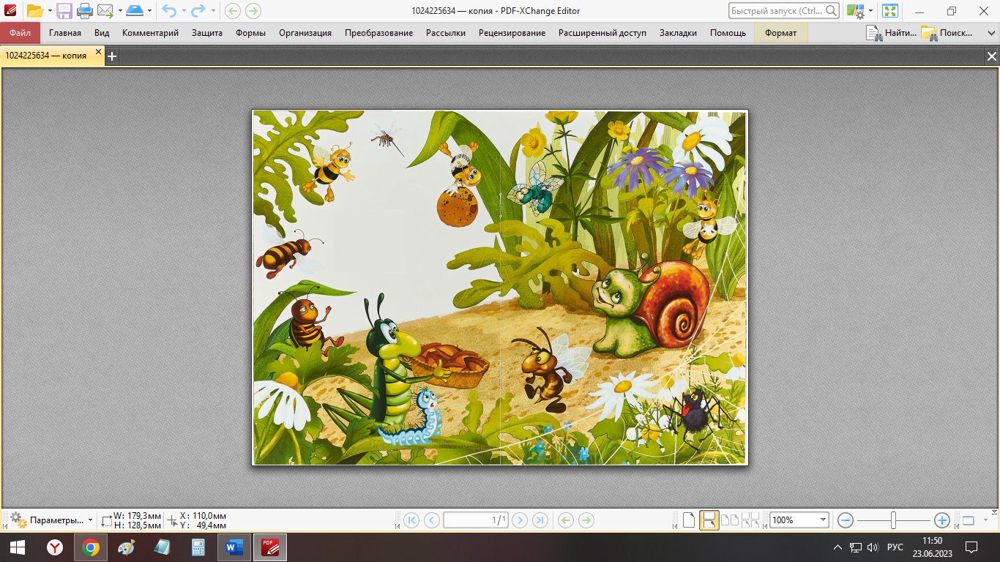 1024225634 — копия - PDF-XChange Editor
Быстрый запуск (Ctrl...
Файл Главная Вид Комментарий Защита Формы Организация Преобразование Рассылки Рецензирование Расширенный доступ Закладки Помощь Формат Найти... Поиск...
1024225634 — копия
Параметры...
W: 179,3мм
H: 128,5мм
X : 110,0мм
Y : 49,4мм
1 / 1
100%
W
PDF
РУС
11:50
23.06.2023